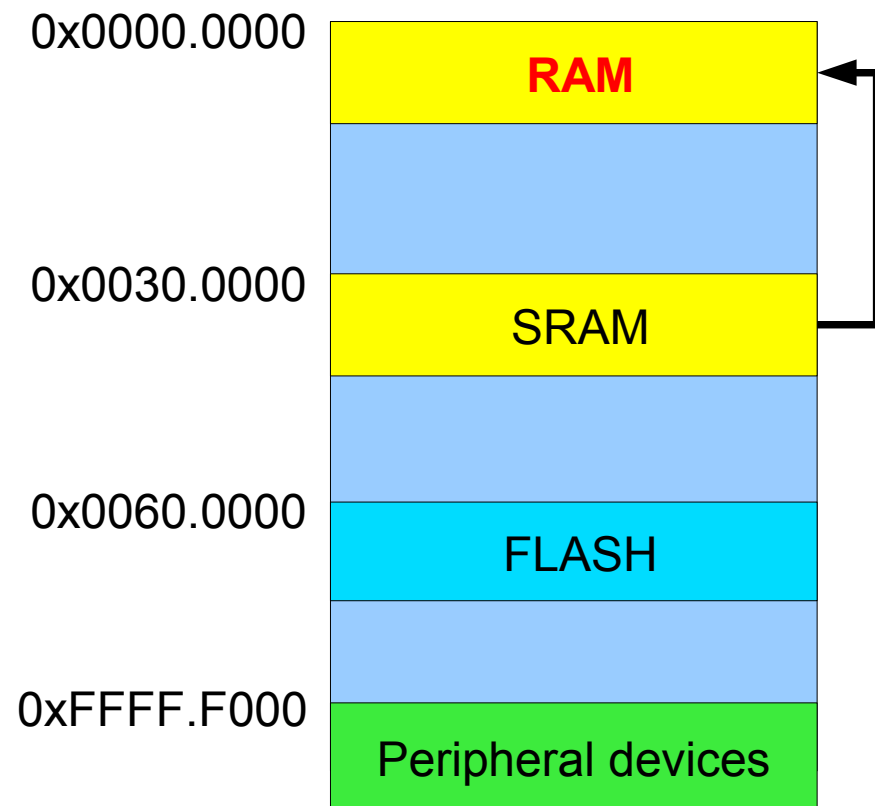 0x0000.0000
RAM
0x0030.0000
SRAM
0x0060.0000
FLASH
0xFFFF.F000
Peripheral devices